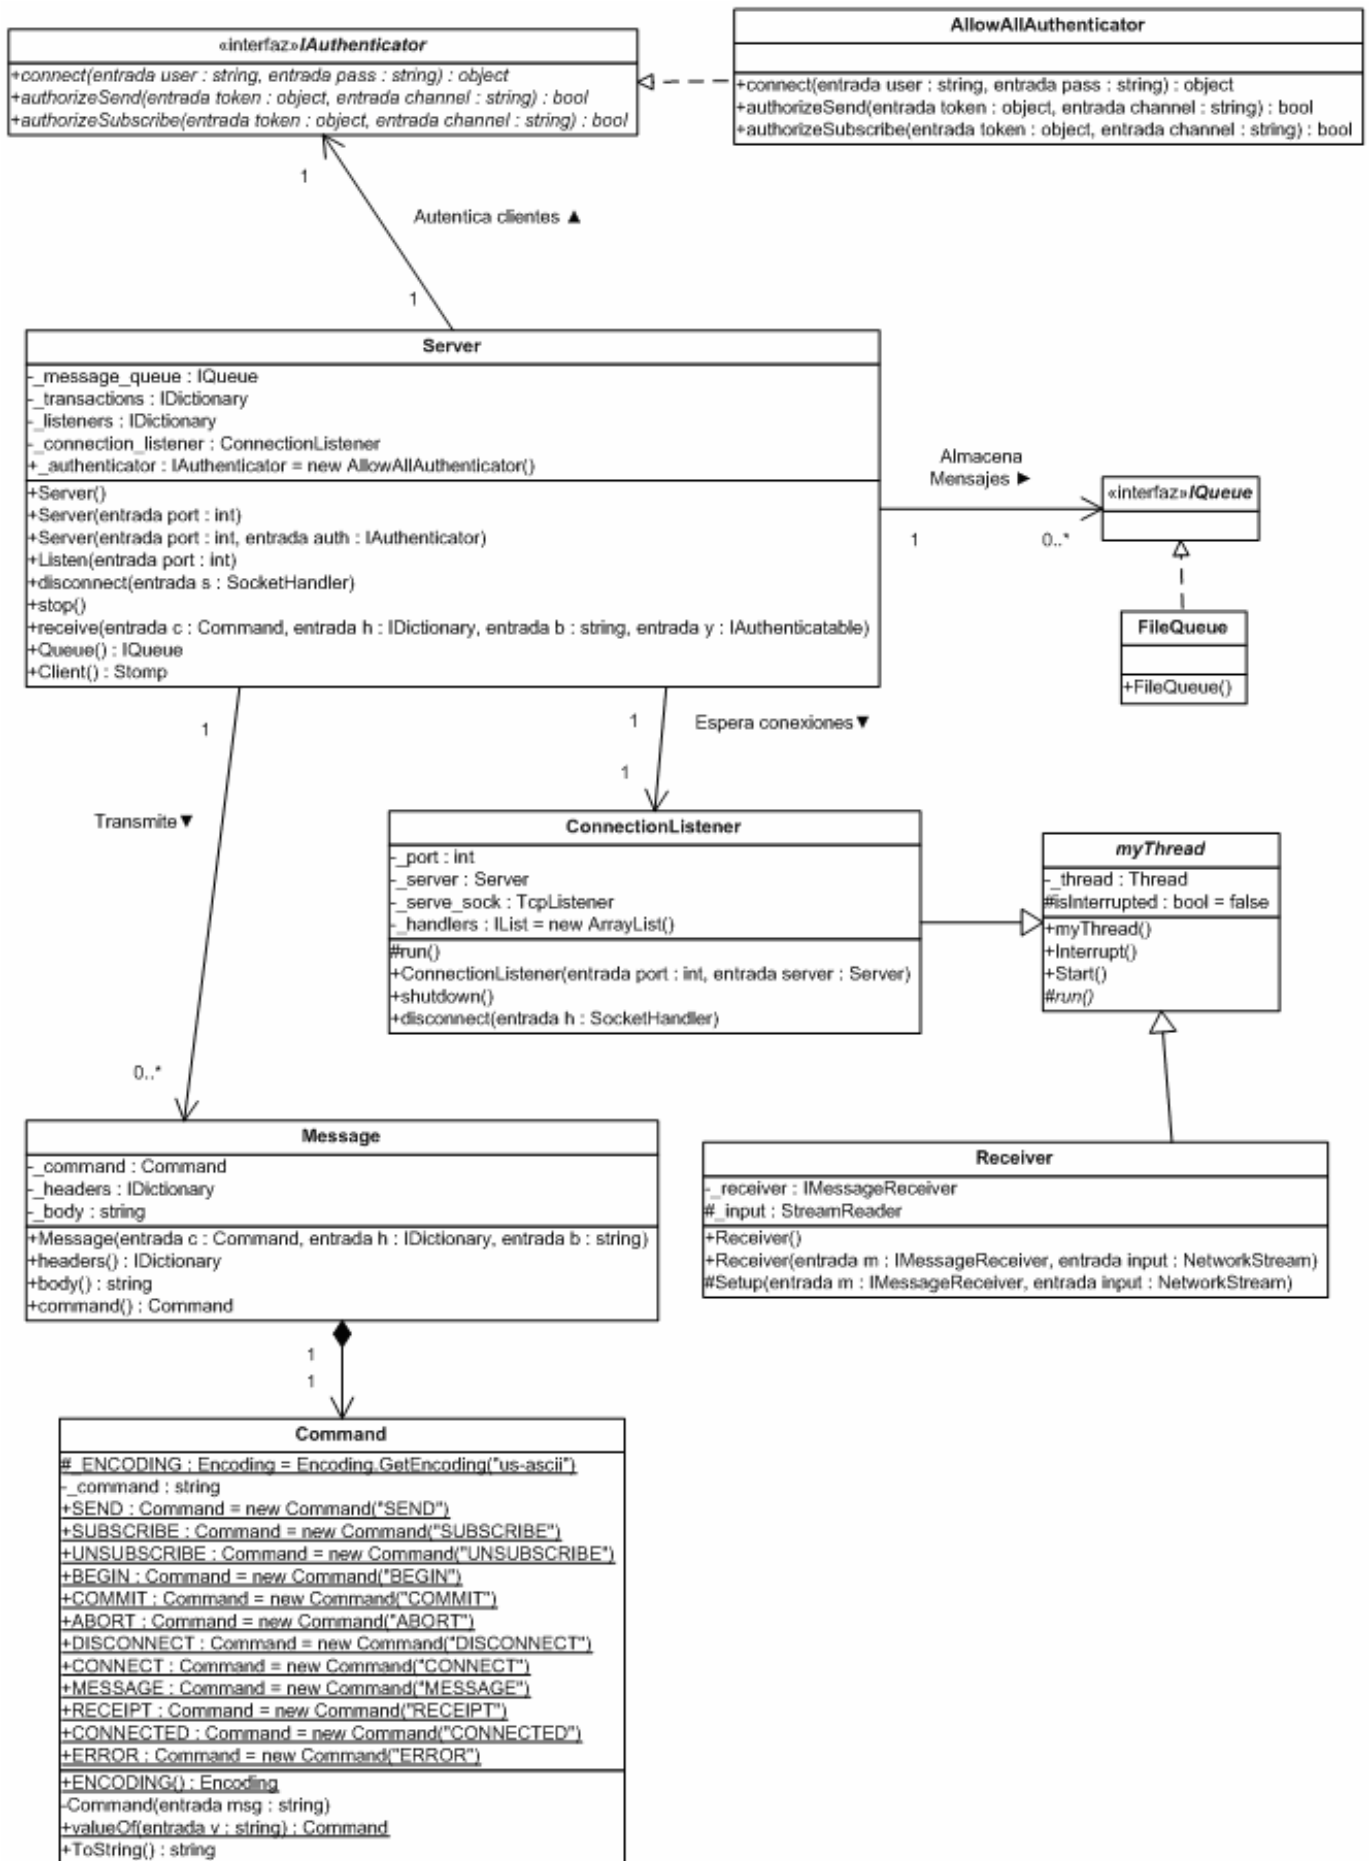 «interfaz»IAuthenticator
+connect(entrada user : string, entrada pass : string) : object
+authorizeSend(entrada token : object, entrada channel : string) : bool
+authorizeSubscribe(entrada token : object, entrada channel : string) : bool
AllowAllAuthenticator
+connect(entrada user : string, entrada pass : string) : object
+authorizeSend(entrada token : object, entrada channel : string) : bool
+authorizeSubscribe(entrada token : object, entrada channel : string) : bool
1
Autentica clientes ▲
1
Server
-_message_queue : IQueue
-_transactions : IDictionary
-_listeners : IDictionary
-_connection_listener : ConnectionListener
+_authenticator : IAuthenticator = new AllowAllAuthenticator()
+Server()
+Server(entrada port : int)
+Server(entrada port : int, entrada auth : IAuthenticator)
+Listen(entrada port : int)
+disconnect(entrada s : SocketHandler)
+stop()
+receive(entrada c : Command, entrada h : IDictionary, entrada b : string, entrada y : IAuthenticatable)
+Queue() : IQueue
+Client() : Stomp
Almacena
Mensajes ►
1
0..*
«interfaz»IQueue
FileQueue
+FileQueue()
1
Transmite▼
0..*
1
Espera conexiones▼
1
ConnectionListener
-_port : int
-_server : Server
-_serve_sock : TcpListener
-_handlers : IList = new ArrayList()
#run()
+ConnectionListener(entrada port : int, entrada server : Server)
+shutdown()
+disconnect(entrada h : SocketHandler)
myThread
-_thread : Thread
#isInterrupted : bool = false
+myThread()
+Interrupt()
+Start()
#run()
Message
-_command : Command
-_headers : IDictionary
-_body : string
+Message(entrada c : Command, entrada h : IDictionary, entrada b : string)
+headers() : IDictionary
+body() : string
+command() : Command
Receiver
-_receiver : IMessageReceiver
#_input : StreamReader
+Receiver()
+Receiver(entrada m : IMessageReceiver, entrada input : NetworkStream)
#Setup(entrada m : IMessageReceiver, entrada input : NetworkStream)
1
1
Command
#_ENCODING : Encoding = Encoding.GetEncoding("us-ascii")
-_command : string
+SEND : Command = new Command("SEND")
+SUBSCRIBE : Command = new Command("SUBSCRIBE")
+UNSUBSCRIBE : Command = new Command("UNSUBSCRIBE")
+BEGIN : Command = new Command("BEGIN")
+COMMIT : Command = new Command("COMMIT")
+ABORT : Command = new Command("ABORT")
+DISCONNECT : Command = new Command("DISCONNECT")
+CONNECT : Command = new Command("CONNECT")
+MESSAGE : Command = new Command("MESSAGE")
+RECEIPT : Command = new Command("RECEIPT")
+CONNECTED : Command = new Command("CONNECTED")
+ERROR : Command = new Command("ERROR")
+ENCODING() : Encoding
-Command(entrada msg : string)
+valueOf(entrada v : string) : Command
+ToString() : string